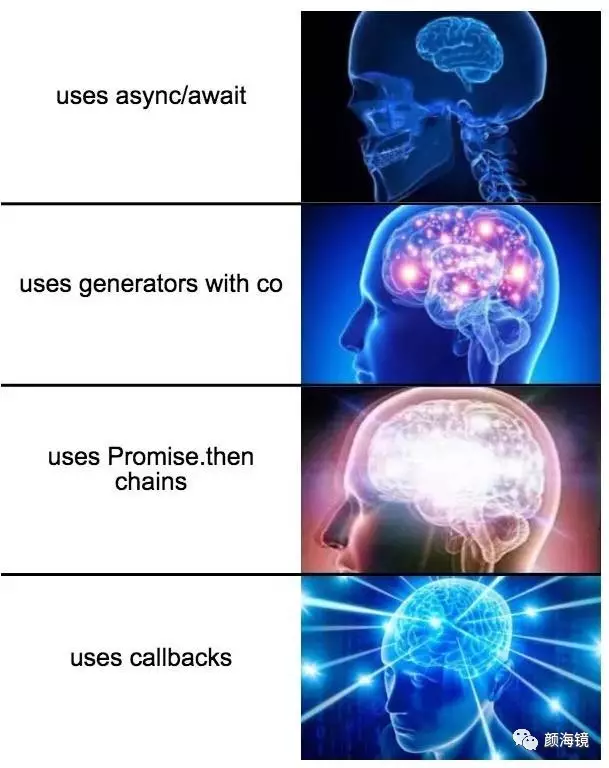 uses async/await
uses generators with co
uses Promise.then
chains
uses callbacks
颜海镜